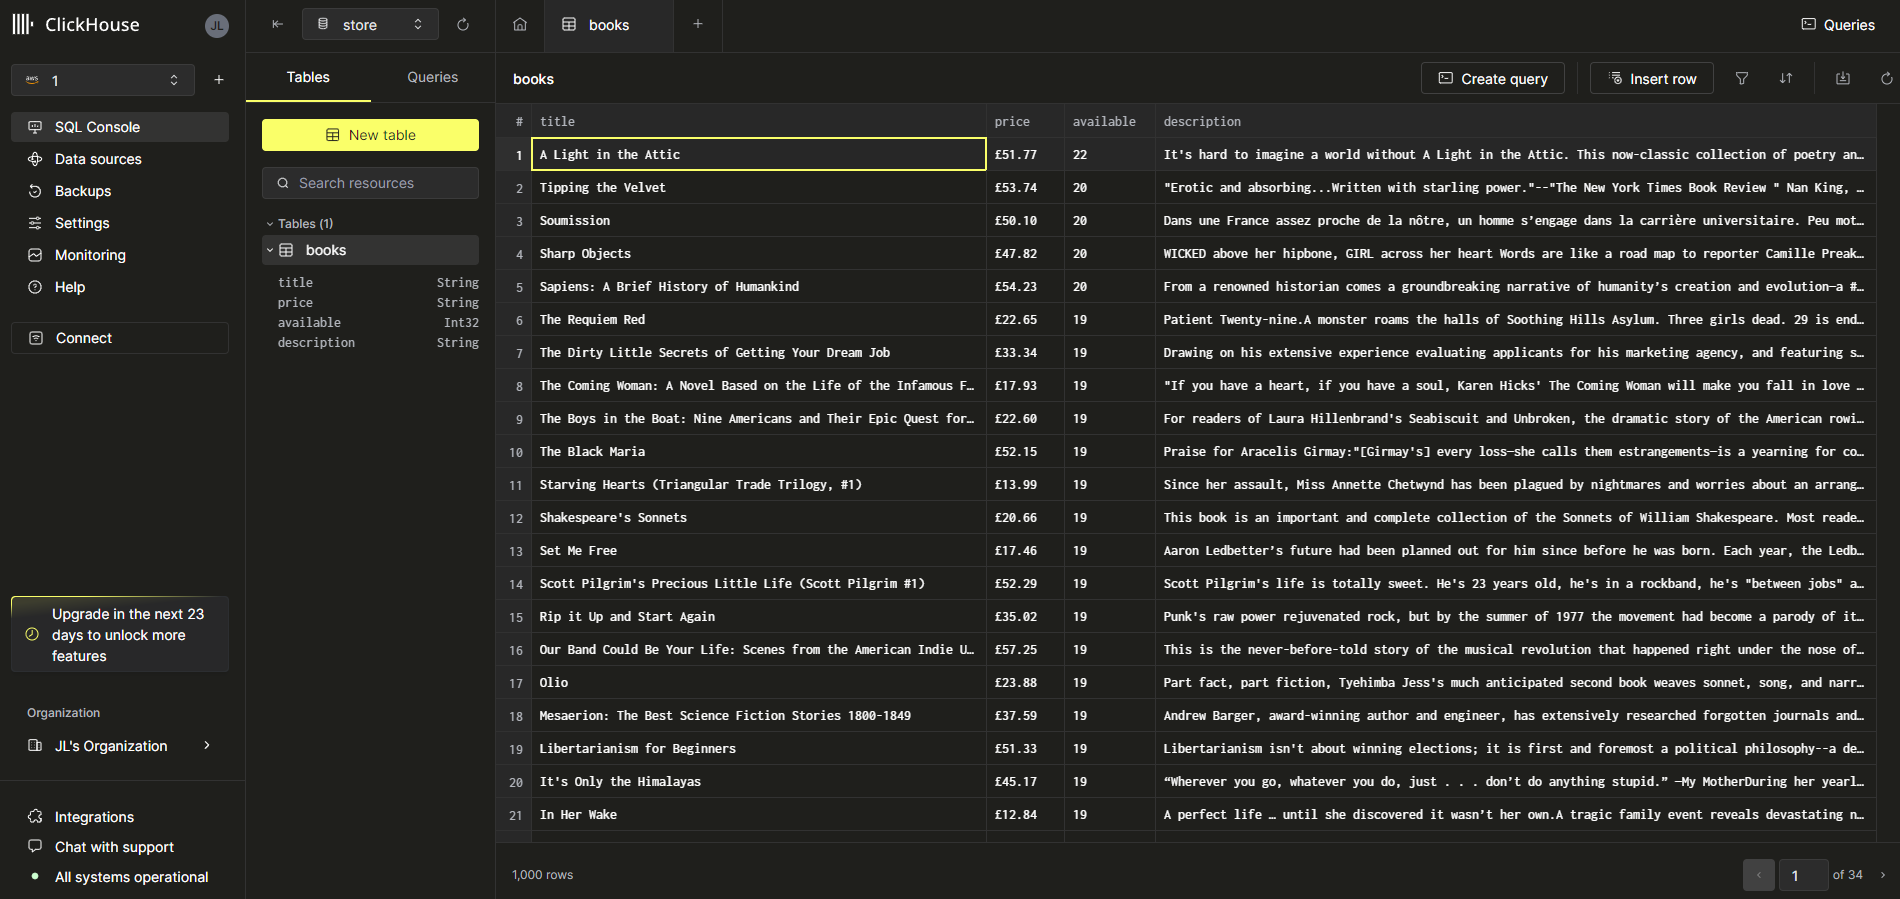 ClickHouse
JL
aws 1
SQL Console
Data sources
Backups
Settings
Monitoring
Help
Connect
Upgrade in the next 23
days to unlock more
features
Organization
JL's Organization
Integrations
Chat with support
All systems operational
store
Tables Queries
New table
Search resources
Tables (1)
books
title String
price String
available Int32
description String
books
Queries
books
Create query
Insert row
# title price available description
1 A Light in the Attic £51.77 22 It's hard to imagine a world without A Light in the Attic. This now-classic collection of poetry an…
2 Tipping the Velvet £53.74 20 "Erotic and absorbing...Written with starling power."--"The New York Times Book Review " Nan King, …
3 Soumission £50.10 20 Dans une France assez proche de la nôtre, un homme s’engage dans la carrière universitaire. Peu mot…
4 Sharp Objects £47.82 20 WICKED above her hipbone, GIRL across her heart Words are like a road map to reporter Camille Preak…
5 Sapiens: A Brief History of Humankind £54.23 20 From a renowned historian comes a groundbreaking narrative of humanity’s creation and evolution—a #…
6 The Requiem Red £22.65 19 Patient Twenty-nine.A monster roams the halls of Soothing Hills Asylum. Three girls dead. 29 is end…
7 The Dirty Little Secrets of Getting Your Dream Job £33.34 19 Drawing on his extensive experience evaluating applicants for his marketing agency, and featuring s…
8 The Coming Woman: A Novel Based on the Life of the Infamous F… £17.93 19 "If you have a heart, if you have a soul, Karen Hicks' The Coming Woman will make you fall in love …
9 The Boys in the Boat: Nine Americans and Their Epic Quest for… £22.60 19 For readers of Laura Hillenbrand's Seabiscuit and Unbroken, the dramatic story of the American rowi…
10 The Black Maria £52.15 19 Praise for Aracelis Girmay:"[Girmay's] every loss—she calls them estrangements—is a yearning for co…
11 Starving Hearts (Triangular Trade Trilogy, #1) £13.99 19 Since her assault, Miss Annette Chetwynd has been plagued by nightmares and worries about an arrang…
12 Shakespeare's Sonnets £20.66 19 This book is an important and complete collection of the Sonnets of William Shakespeare. Most reade…
13 Set Me Free £17.46 19 Aaron Ledbetter’s future had been planned out for him since before he was born. Each year, the Ledb…
14 Scott Pilgrim's Precious Little Life (Scott Pilgrim #1) £52.29 19 Scott Pilgrim's life is totally sweet. He's 23 years old, he's in a rockband, he's "between jobs" a…
15 Rip it Up and Start Again £35.02 19 Punk's raw power rejuvenated rock, but by the summer of 1977 the movement had become a parody of it…
16 Our Band Could Be Your Life: Scenes from the American Indie U… £57.25 19 This is the never-before-told story of the musical revolution that happened right under the nose of…
17 Olio £23.88 19 Part fact, part fiction, Tyehimba Jess's much anticipated second book weaves sonnet, song, and narr…
18 Mesaerion: The Best Science Fiction Stories 1800-1849 £37.59 19 Andrew Barger, award-winning author and engineer, has extensively researched forgotten journals and…
19 Libertarianism for Beginners £51.33 19 Libertarianism isn't about winning elections; it is first and foremost a political philosophy--a de…
20 It's Only the Himalayas £45.17 19 “Wherever you go, whatever you do, just . . . don’t do anything stupid.” —My MotherDuring her yearl…
21 In Her Wake £12.84 19 A perfect life … until she discovered it wasn’t her own.A tragic family event reveals devastating n…
1,000 rows
1 of 34